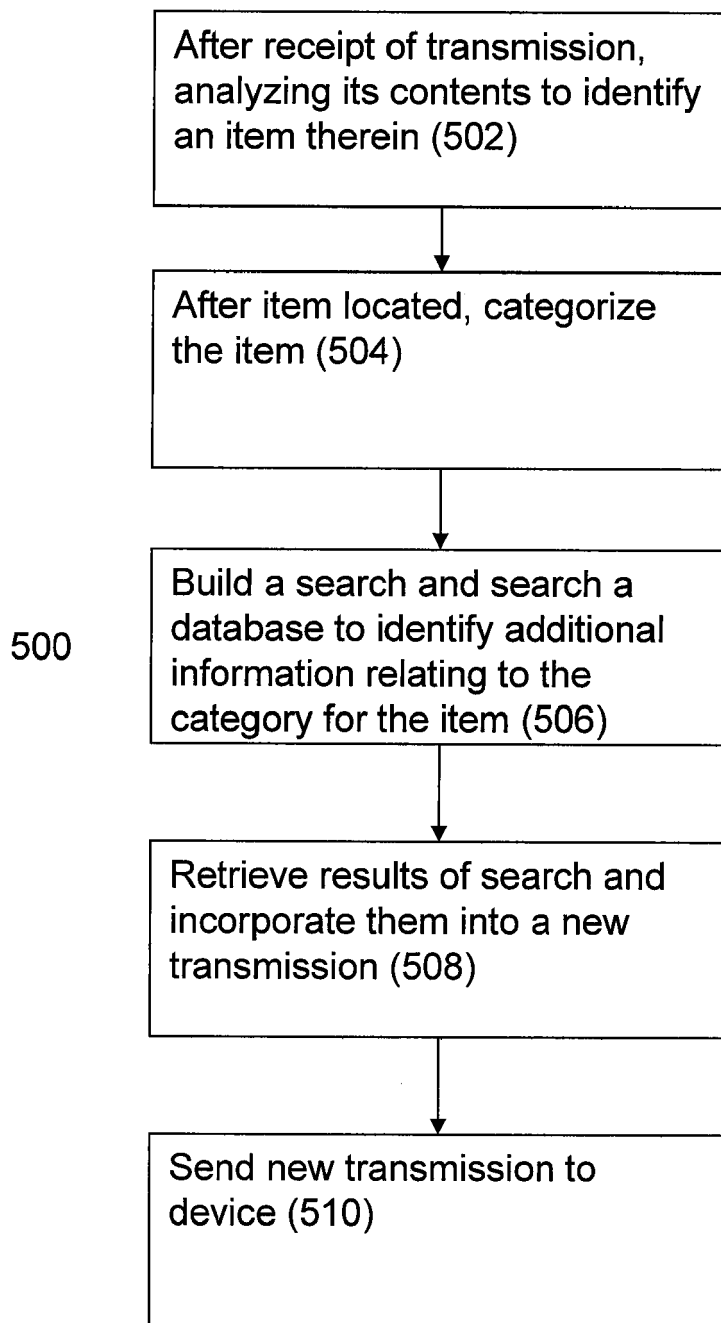 After receipt of transmission,
analyzing its contents to identify
an item therein (502)
After item located, categorize
the item (504)
500
Build a search and search a
database to identify additional
information relating to the
category for the item (506)
Retrieve results of search and
incorporate them into a new
transmission (508)
Send new transmission to
device (510)